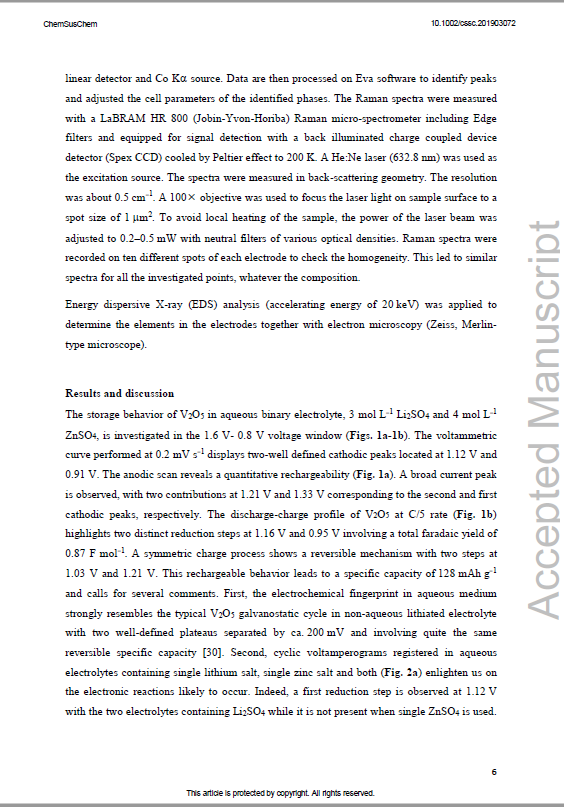 ChemSusChem
10.1002/cssc.201903072
linear detector and Co Kα source. Data are then processed on Eva software to identify peaks
and adjusted the cell parameters of the identified phases. The Raman spectra were measured
with a LaBRAM HR 800 (Jobin-Yvon-Horiba) Raman micro-spectrometer including Edge
filters and equipped for signal detection with a back illuminated charge coupled device
detector (Spex CCD) cooled by Peltier effect to 200 K. A He:Ne laser (632.8 nm) was used as
the excitation source. The spectra were measured in back-scattering geometry. The resolution
was about 0.5 cm⁻¹. A 100× objective was used to focus the laser light on sample surface to a
spot size of 1 μm². To avoid local heating of the sample, the power of the laser beam was
adjusted to 0.2–0.5 mW with neutral filters of various optical densities. Raman spectra were
recorded on ten different spots of each electrode to check the homogeneity. This led to similar
spectra for all the investigated points, whatever the composition.
Energy dispersive X-ray (EDS) analysis (accelerating energy of 20 keV) was applied to
determine the elements in the electrodes together with electron microscopy (Zeiss, Merlin-
type microscope).
Results and discussion
The storage behavior of V₂O₅ in aqueous binary electrolyte, 3 mol L⁻¹ Li₂SO₄ and 4 mol L⁻¹
ZnSO₄, is investigated in the 1.6 V- 0.8 V voltage window (Figs. 1a-1b). The voltammetric
curve performed at 0.2 mV s⁻¹ displays two-well defined cathodic peaks located at 1.12 V and
0.91 V. The anodic scan reveals a quantitative rechargeability (Fig. 1a). A broad current peak
is observed, with two contributions at 1.21 V and 1.33 V corresponding to the second and first
cathodic peaks, respectively. The discharge-charge profile of V₂O₅ at C/5 rate (Fig. 1b)
highlights two distinct reduction steps at 1.16 V and 0.95 V involving a total faradaic yield of
0.87 F mol⁻¹. A symmetric charge process shows a reversible mechanism with two steps at
1.03 V and 1.21 V. This rechargeable behavior leads to a specific capacity of 128 mAh g⁻¹
and calls for several comments. First, the electrochemical fingerprint in aqueous medium
strongly resembles the typical V₂O₅ galvanostatic cycle in non-aqueous lithiated electrolyte
with two well-defined plateaus separated by ca. 200 mV and involving quite the same
reversible specific capacity [30]. Second, cyclic voltamperograms registered in aqueous
electrolytes containing single lithium salt, single zinc salt and both (Fig. 2a) enlighten us on
the electronic reactions likely to occur. Indeed, a first reduction step is observed at 1.12 V
with the two electrolytes containing Li₂SO₄ while it is not present when single ZnSO₄ is used.
Accepted Manuscript
6
This article is protected by copyright. All rights reserved.